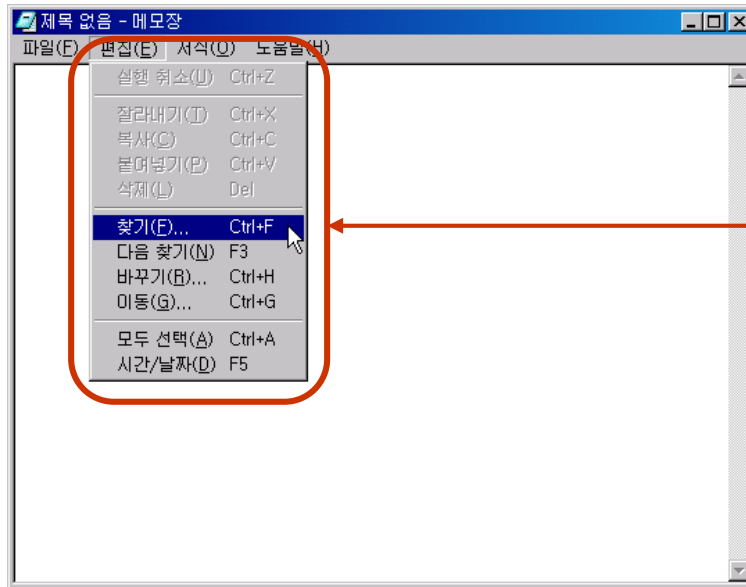 제목 없음 - 메모장
파일(F) 편집(E) 서식(O) 도움말(H)
실행 취소(U) Ctrl+Z
잘라내기(T) Ctrl+X
복사(C) Ctrl+C
붙여넣기(P) Ctrl+V
삭제(L) Del
찾기(F)... Ctrl+F
다음 찾기(N) F3
바꾸기(R)... Ctrl+H
이동(G)... Ctrl+G
모두 선택(A) Ctrl+A
시간/날짜(D) F5